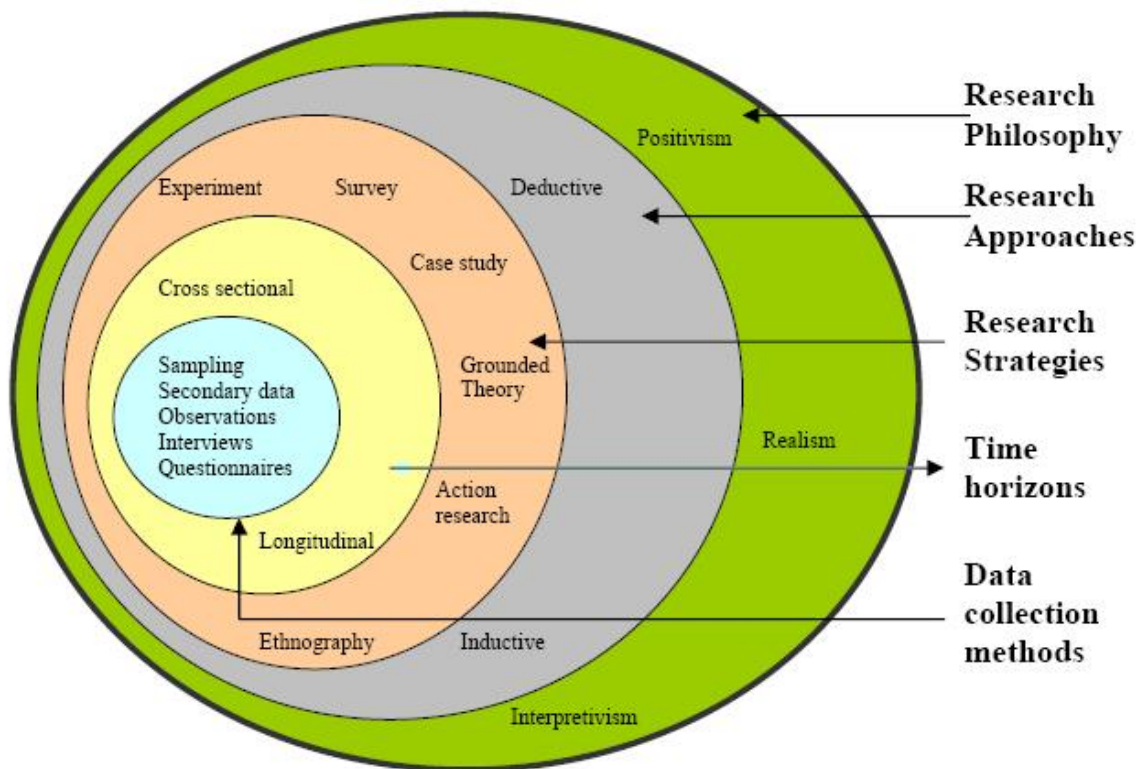 Research
Philosophy
Positivism
Experiment
Survey
Deductive
Research
Approaches
Case study
Cross sectional
Research
Strategies
Sampling
Secondary data
Observations
Interviews
Questionnaires
Grounded
Theory
Realism
Time
horizons
Action
research
Longitudinal
Data
collection
methods
Ethnography
Inductive
Interpretivism